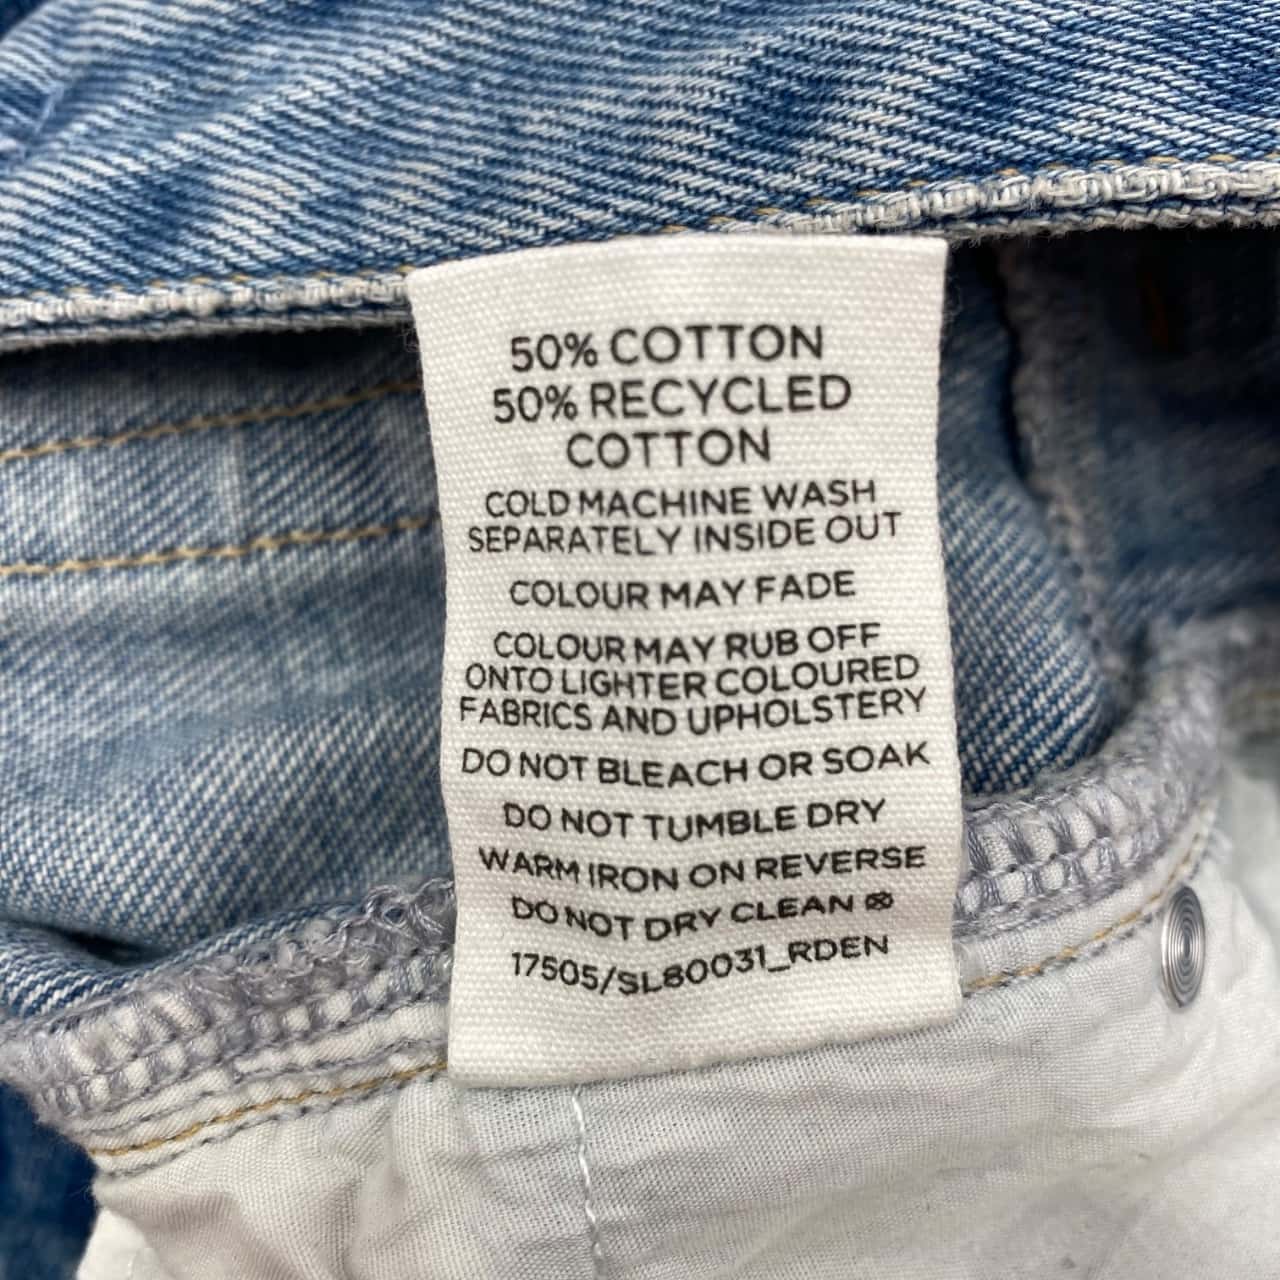 50% COTTON
50% RECYCLED
COTTON
COLD MACHINE WASH
SEPARATELY INSIDE OUT
COLOUR MAY FADE
COLOUR MAY RUB OFF
ONTO LIGHTER COLOURED
FABRICS AND UPHOLSTERY
DO NOT BLEACH OR SOAK
DO NOT TUMBLE DRY
WARM IRON ON REVERSE
DO NOT DRY CLEAN
17505/SL80031_RDEN